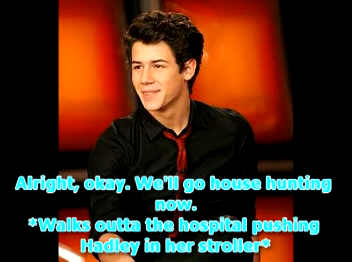 Alright, okay. We'll go house hunting
now.
*Walks outta the hospital pushing
Hadley in her stroller*